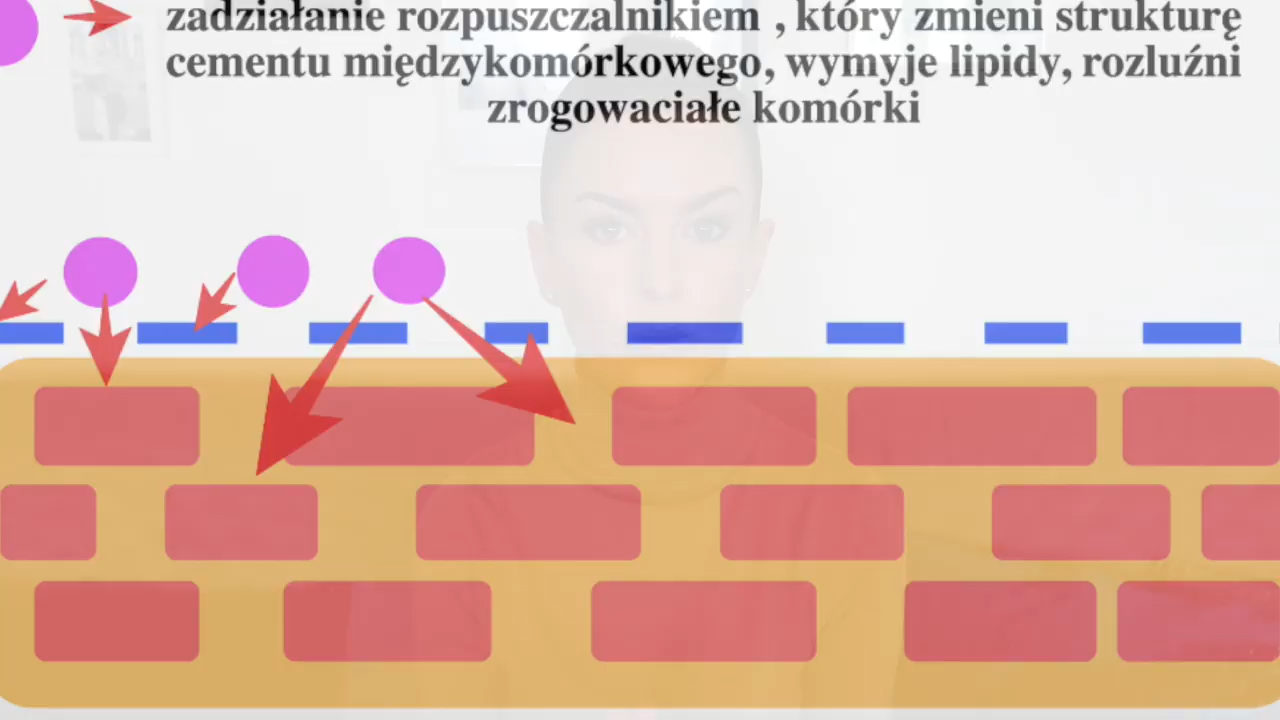 zadziałanie rozpuszczalnikiem , który zmieni strukturę
cementu międzykomórkowego, wymyje lipidy, rozluźni
zrogowaciałe komórki